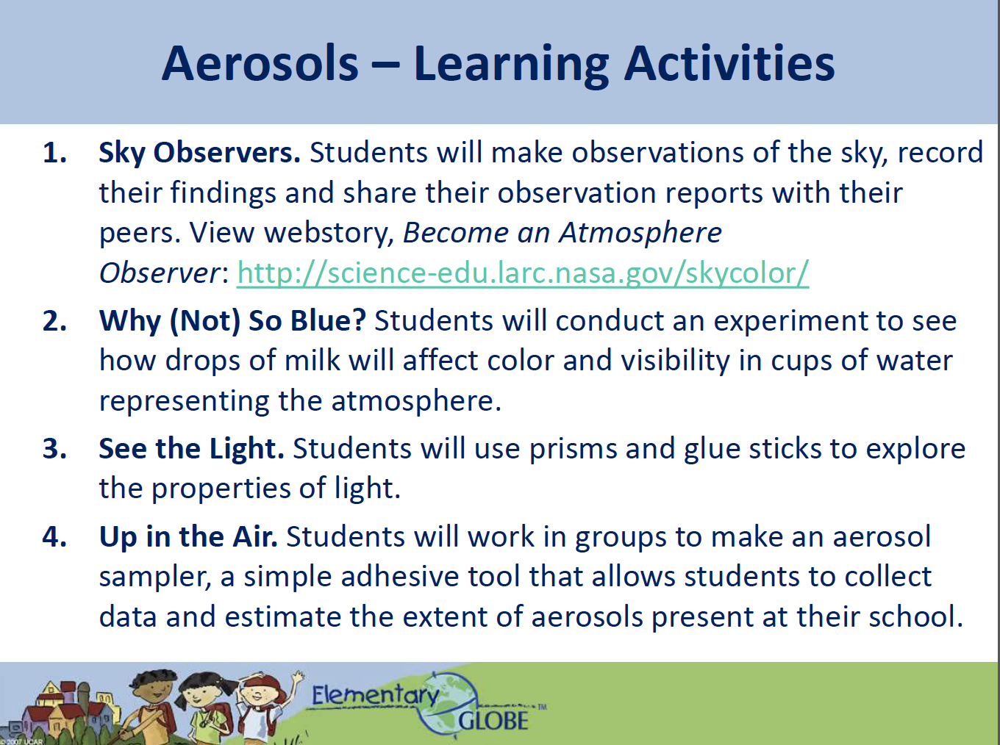 Aerosols – Learning Activities
1. Sky Observers. Students will make observations of the sky, record
their findings and share their observation reports with their
peers. View webstory, Become an Atmosphere
Observer: http://science-edu.larc.nasa.gov/skycolor/
2. Why (Not) So Blue? Students will conduct an experiment to see
how drops of milk will affect color and visibility in cups of water
representing the atmosphere.
3. See the Light. Students will use prisms and glue sticks to explore
the properties of light.
4. Up in the Air. Students will work in groups to make an aerosol
sampler, a simple adhesive tool that allows students to collect
data and estimate the extent of aerosols present at their school.
Elementary
GLOBE™
© 2007 UCAR